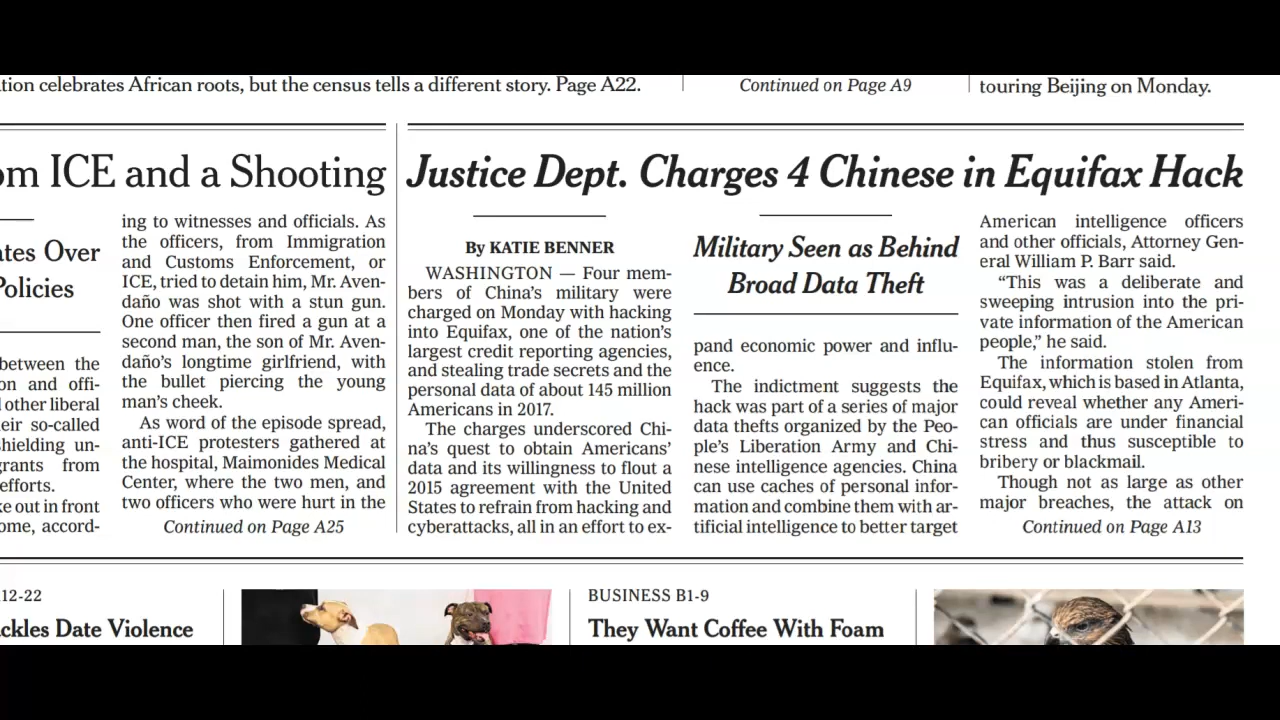 tion celebrates African roots, but the census tells a different story. Page A22.
Continued on Page A9
touring Beijing on Monday.
om ICE and a Shooting
ates Over
Policies
between the
on and offi-
other liberal
eir so-called
shielding un-
grants from
efforts.
ke out in front
ome, accord-
ing to witnesses and officials. As
the officers, from Immigration
and Customs Enforcement, or
ICE, tried to detain him, Mr. Aven-
daño was shot with a stun gun.
One officer then fired a gun at a
second man, the son of Mr. Aven-
daño's longtime girlfriend, with
the bullet piercing the young
man's cheek.
As word of the episode spread,
anti-ICE protesters gathered at
the hospital, Maimonides Medical
Center, where the two men, and
two officers who were hurt in the
Continued on Page A25
Justice Dept. Charges 4 Chinese in Equifax Hack
By KATIE BENNER
WASHINGTON — Four mem-
bers of China's military were
charged on Monday with hacking
into Equifax, one of the nation's
largest credit reporting agencies,
and stealing trade secrets and the
personal data of about 145 million
Americans in 2017.
The charges underscored Chi-
na's quest to obtain Americans'
data and its willingness to flout a
2015 agreement with the United
States to refrain from hacking and
cyberattacks, all in an effort to ex-
Military Seen as Behind
Broad Data Theft
pand economic power and influ-
ence.
The indictment suggests the
hack was part of a series of major
data thefts organized by the Peo-
ple's Liberation Army and Chi-
nese intelligence agencies. China
can use caches of personal infor-
mation and combine them with ar-
tificial intelligence to better target
American intelligence officers
and other officials, Attorney Gen-
eral William P. Barr said.
"This was a deliberate and
sweeping intrusion into the pri-
vate information of the American
people," he said.
The information stolen from
Equifax, which is based in Atlanta,
could reveal whether any Ameri-
can officials are under financial
stress and thus susceptible to
bribery or blackmail.
Though not as large as other
major breaches, the attack on
Continued on Page A13
12-22
ckles Date Violence
BUSINESS B1-9
They Want Coffee With Foam